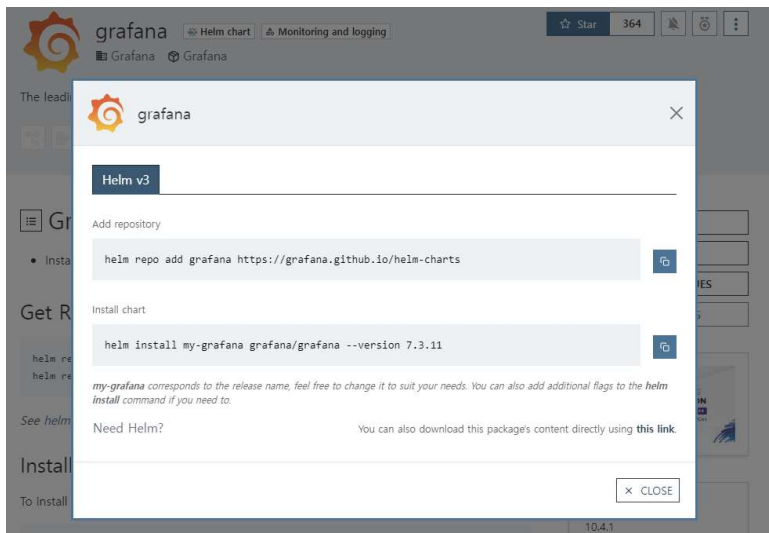 grafana
Helm chart
Monitoring and logging
Star 364
Grafana Grafana
The leadi
grafana
Helm v3
Add repository
helm repo add grafana https://grafana.github.io/helm-charts
Install chart
helm install my-grafana grafana/grafana --version 7.3.11
my-grafana corresponds to the release name, feel free to change it to suit your needs. You can also add additional flags to the helm
install command if you need to.
Need Helm?
You can also download this package's content directly using this link.
× CLOSE
Gr
Insta
Get R
helm re
helm re
See helm
Install
To install
IES
10.4.1